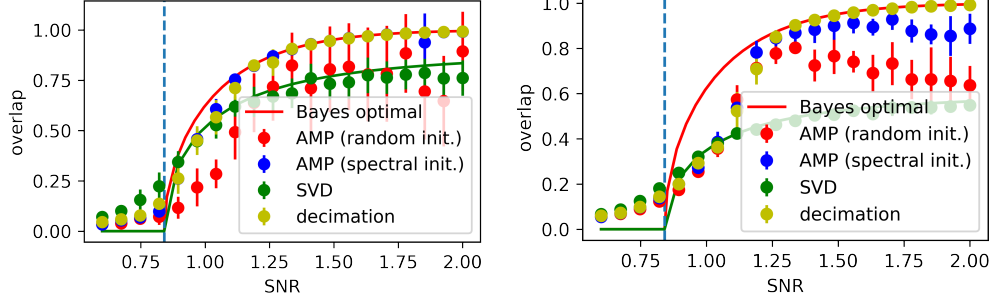 1.00
0.75
0.50
0.25
0.00
overlap
Bayes optimal
AMP (random init.)
AMP (spectral init.)
SVD
decimation
0.75 1.00 1.25 1.50 1.75 2.00
SNR
1.0
0.8
0.6
0.4
0.2
0.0
overlap
Bayes optimal
AMP (random init.)
AMP (spectral init.)
SVD
decimation
0.75 1.00 1.25 1.50 1.75 2.00
SNR